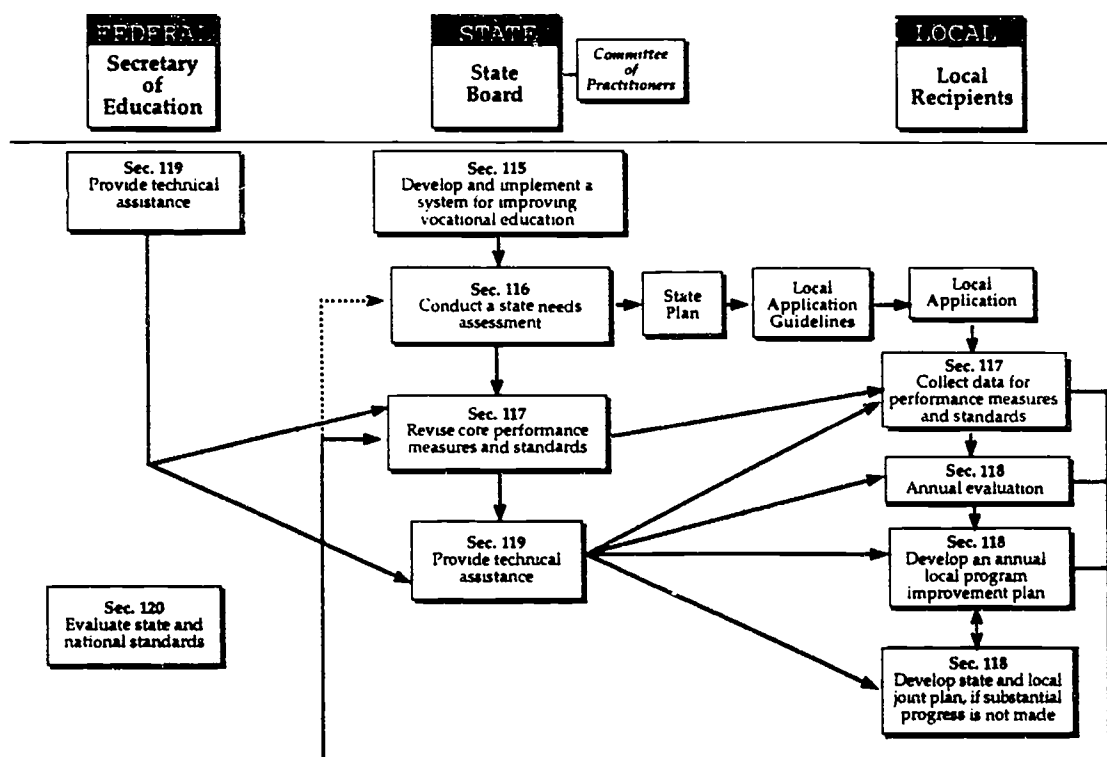 FEDERAL
Secretary
of
Education
STATE
State
Board
Committee
of
Practitioners
LOCAL
Local
Recipients
Sec. 119
Provide technical
assistance
Sec. 115
Develop and implement a
system for improving
vocational education
Sec. 116
Conduct a state needs
assessment
State
Plan
Local
Application
Guidelines
Local
Application
Sec. 117
Revise core performance
measures and standards
Sec. 117
Collect data for
performance measures
and standards
Sec. 118
Annual evaluation
Sec. 119
Provide technical
assistance
Sec. 118
Develop an annual
local program
improvement plan
Sec. 120
Evaluate state and
national standards
Sec. 118
Develop state and local
joint plan, if substantial
progress is not made